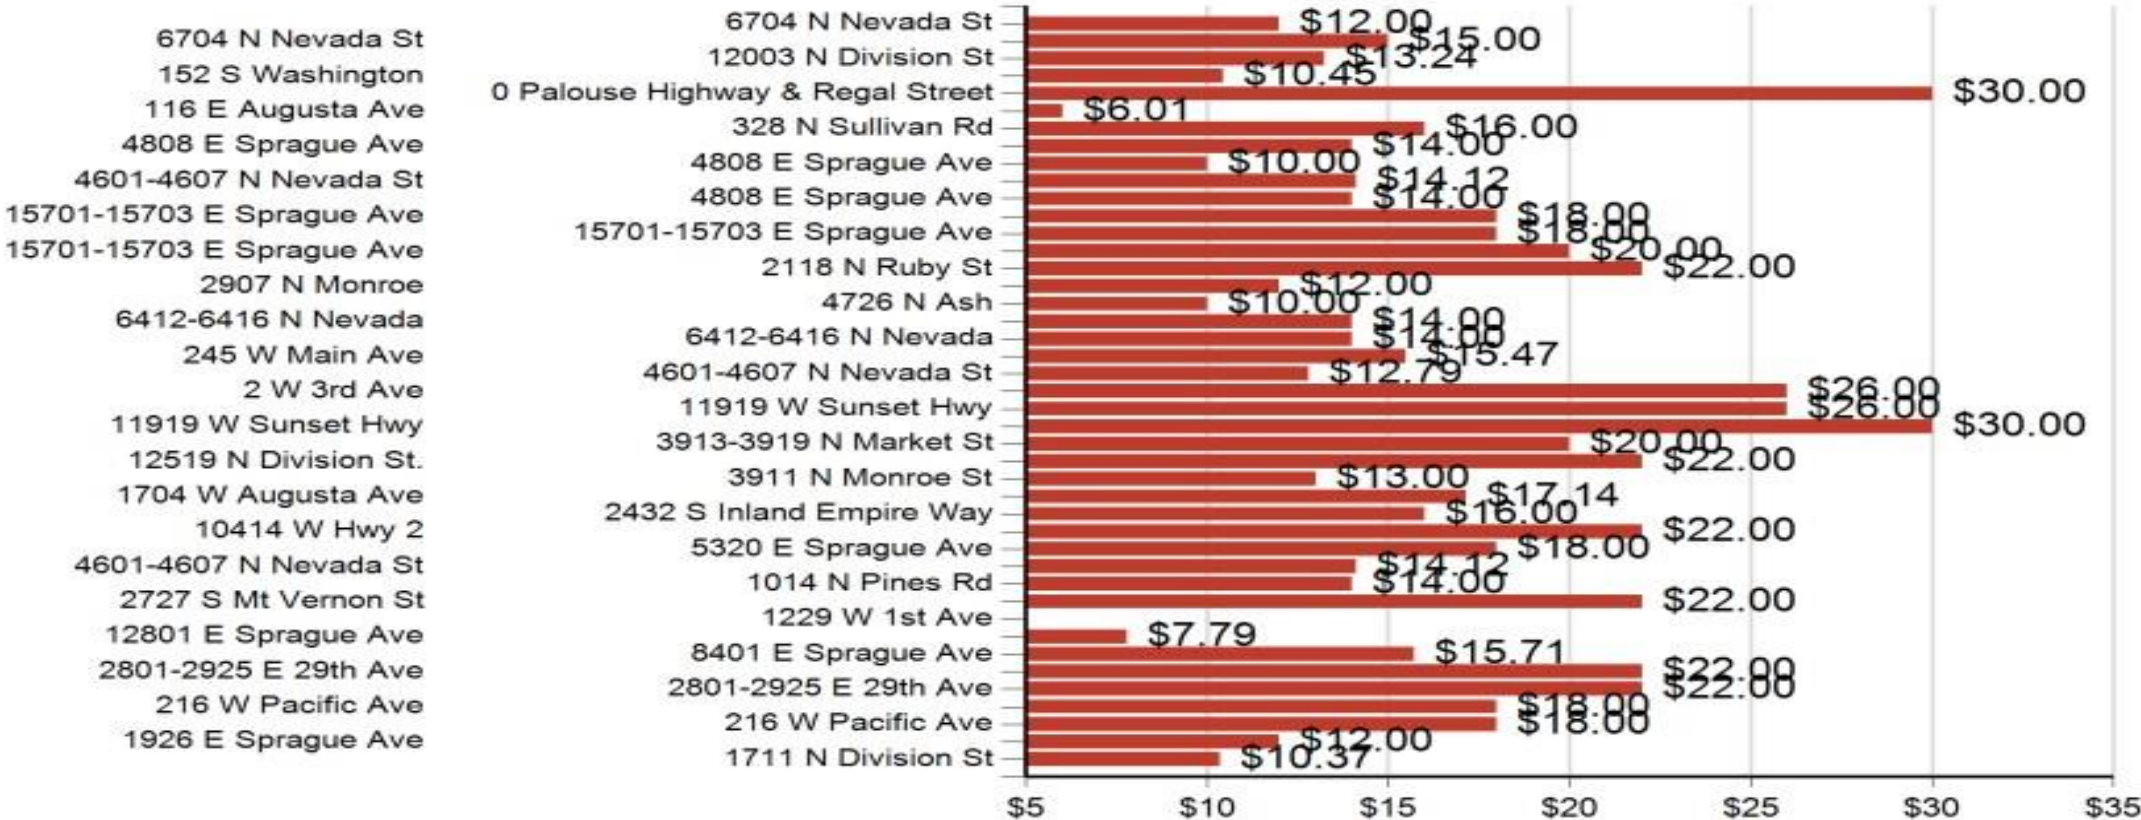 6704 N Nevada St $12.00
6704 N Nevada St $15.00
12003 N Division St $13.24
152 S Washington $10.45
0 Palouse Highway & Regal Street $30.00
116 E Augusta Ave $6.01
328 N Sullivan Rd $16.00
4808 E Sprague Ave $14.00
4808 E Sprague Ave $10.00
4601-4607 N Nevada St $14.12
4808 E Sprague Ave $14.00
15701-15703 E Sprague Ave $18.00
15701-15703 E Sprague Ave $18.00
15701-15703 E Sprague Ave $20.00
2118 N Ruby St $22.00
2907 N Monroe $12.00
4726 N Ash $10.00
6412-6416 N Nevada $14.00
6412-6416 N Nevada $14.00
245 W Main Ave $15.47
4601-4607 N Nevada St $12.79
2 W 3rd Ave $26.00
11919 W Sunset Hwy $26.00
11919 W Sunset Hwy $30.00
3913-3919 N Market St $20.00
12519 N Division St. $22.00
3911 N Monroe St $13.00
1704 W Augusta Ave $17.14
2432 S Inland Empire Way $16.00
10414 W Hwy 2 $22.00
5320 E Sprague Ave $18.00
4601-4607 N Nevada St $14.12
1014 N Pines Rd $14.00
2727 S Mt Vernon St $22.00
1229 W 1st Ave
12801 E Sprague Ave $7.79
8401 E Sprague Ave $15.71
2801-2925 E 29th Ave $22.00
2801-2925 E 29th Ave $22.00
216 W Pacific Ave $18.00
216 W Pacific Ave $18.00
1926 E Sprague Ave $12.00
1711 N Division St $10.37
$5 $10 $15 $20 $25 $30 $35